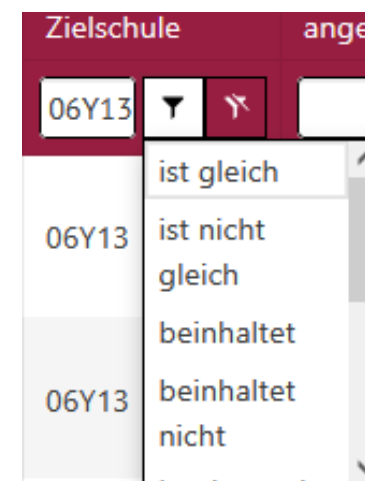 Zielschule ange
06Y13
ist gleich
06Y13 ist nicht
gleich
beinhaltet
06Y13 beinhaltet
nicht